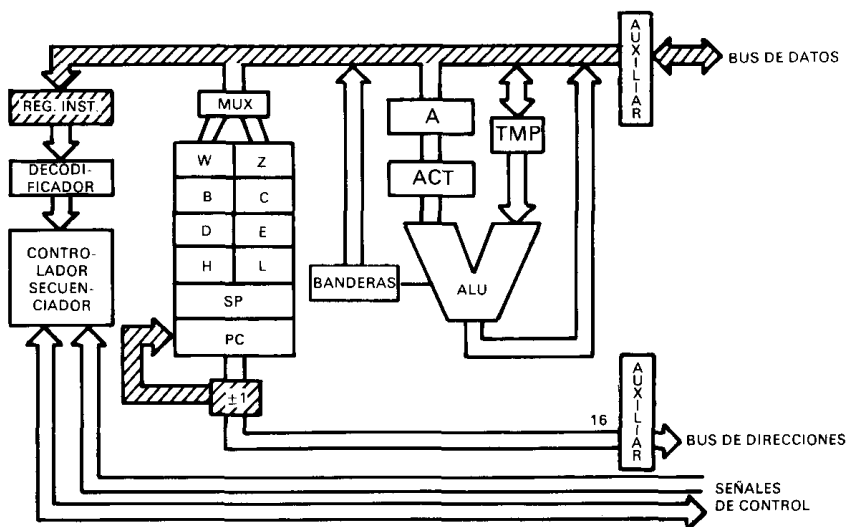 AUXILIAR
BUS DE DATOS
REG. INST.
MUX
A
TMP
W
Z
DECODI-
FICADOR
ACT
B
C
D
E
CONTRO-
LADOR
SECUEN-
CIADOR
H
L
BANDERAS
ALU
SP
PC
±1
16
AUXILIAR
BUS DE DIRECCIONES
SEÑALES
DE CONTROL